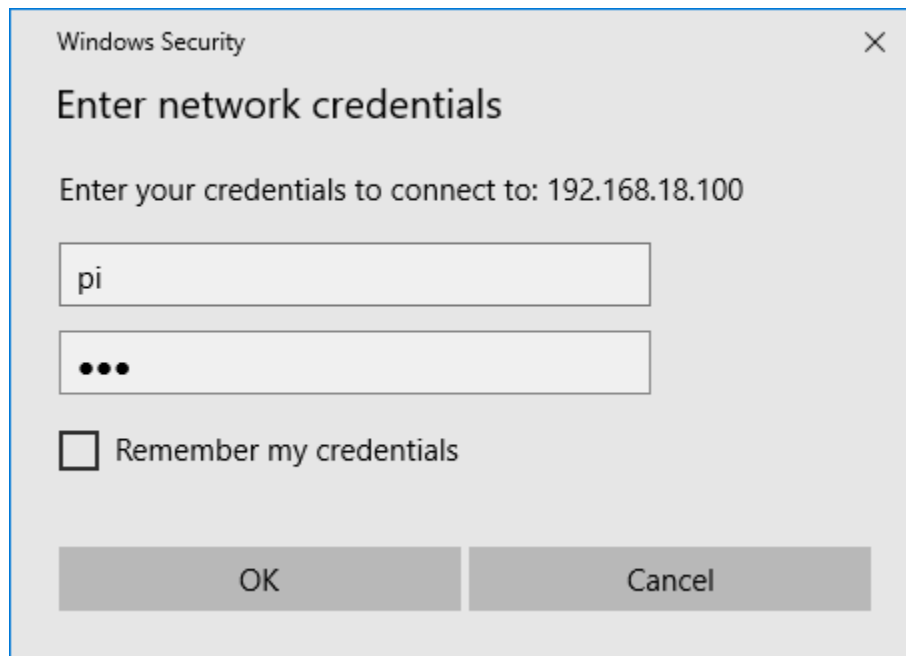 Windows Security
Enter network credentials
Enter your credentials to connect to: 192.168.18.100
pi
•••
Remember my credentials
OK Cancel